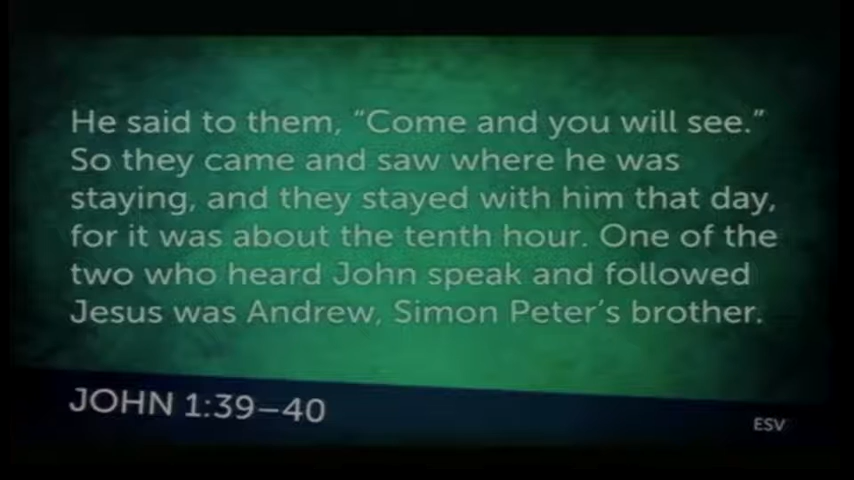 He said to them, “Come and you will see.”
So they came and saw where he was
staying, and they stayed with him that day,
for it was about the tenth hour. One of the
two who heard John speak and followed
Jesus was Andrew, Simon Peter’s brother.
JOHN 1:39–40
ESV